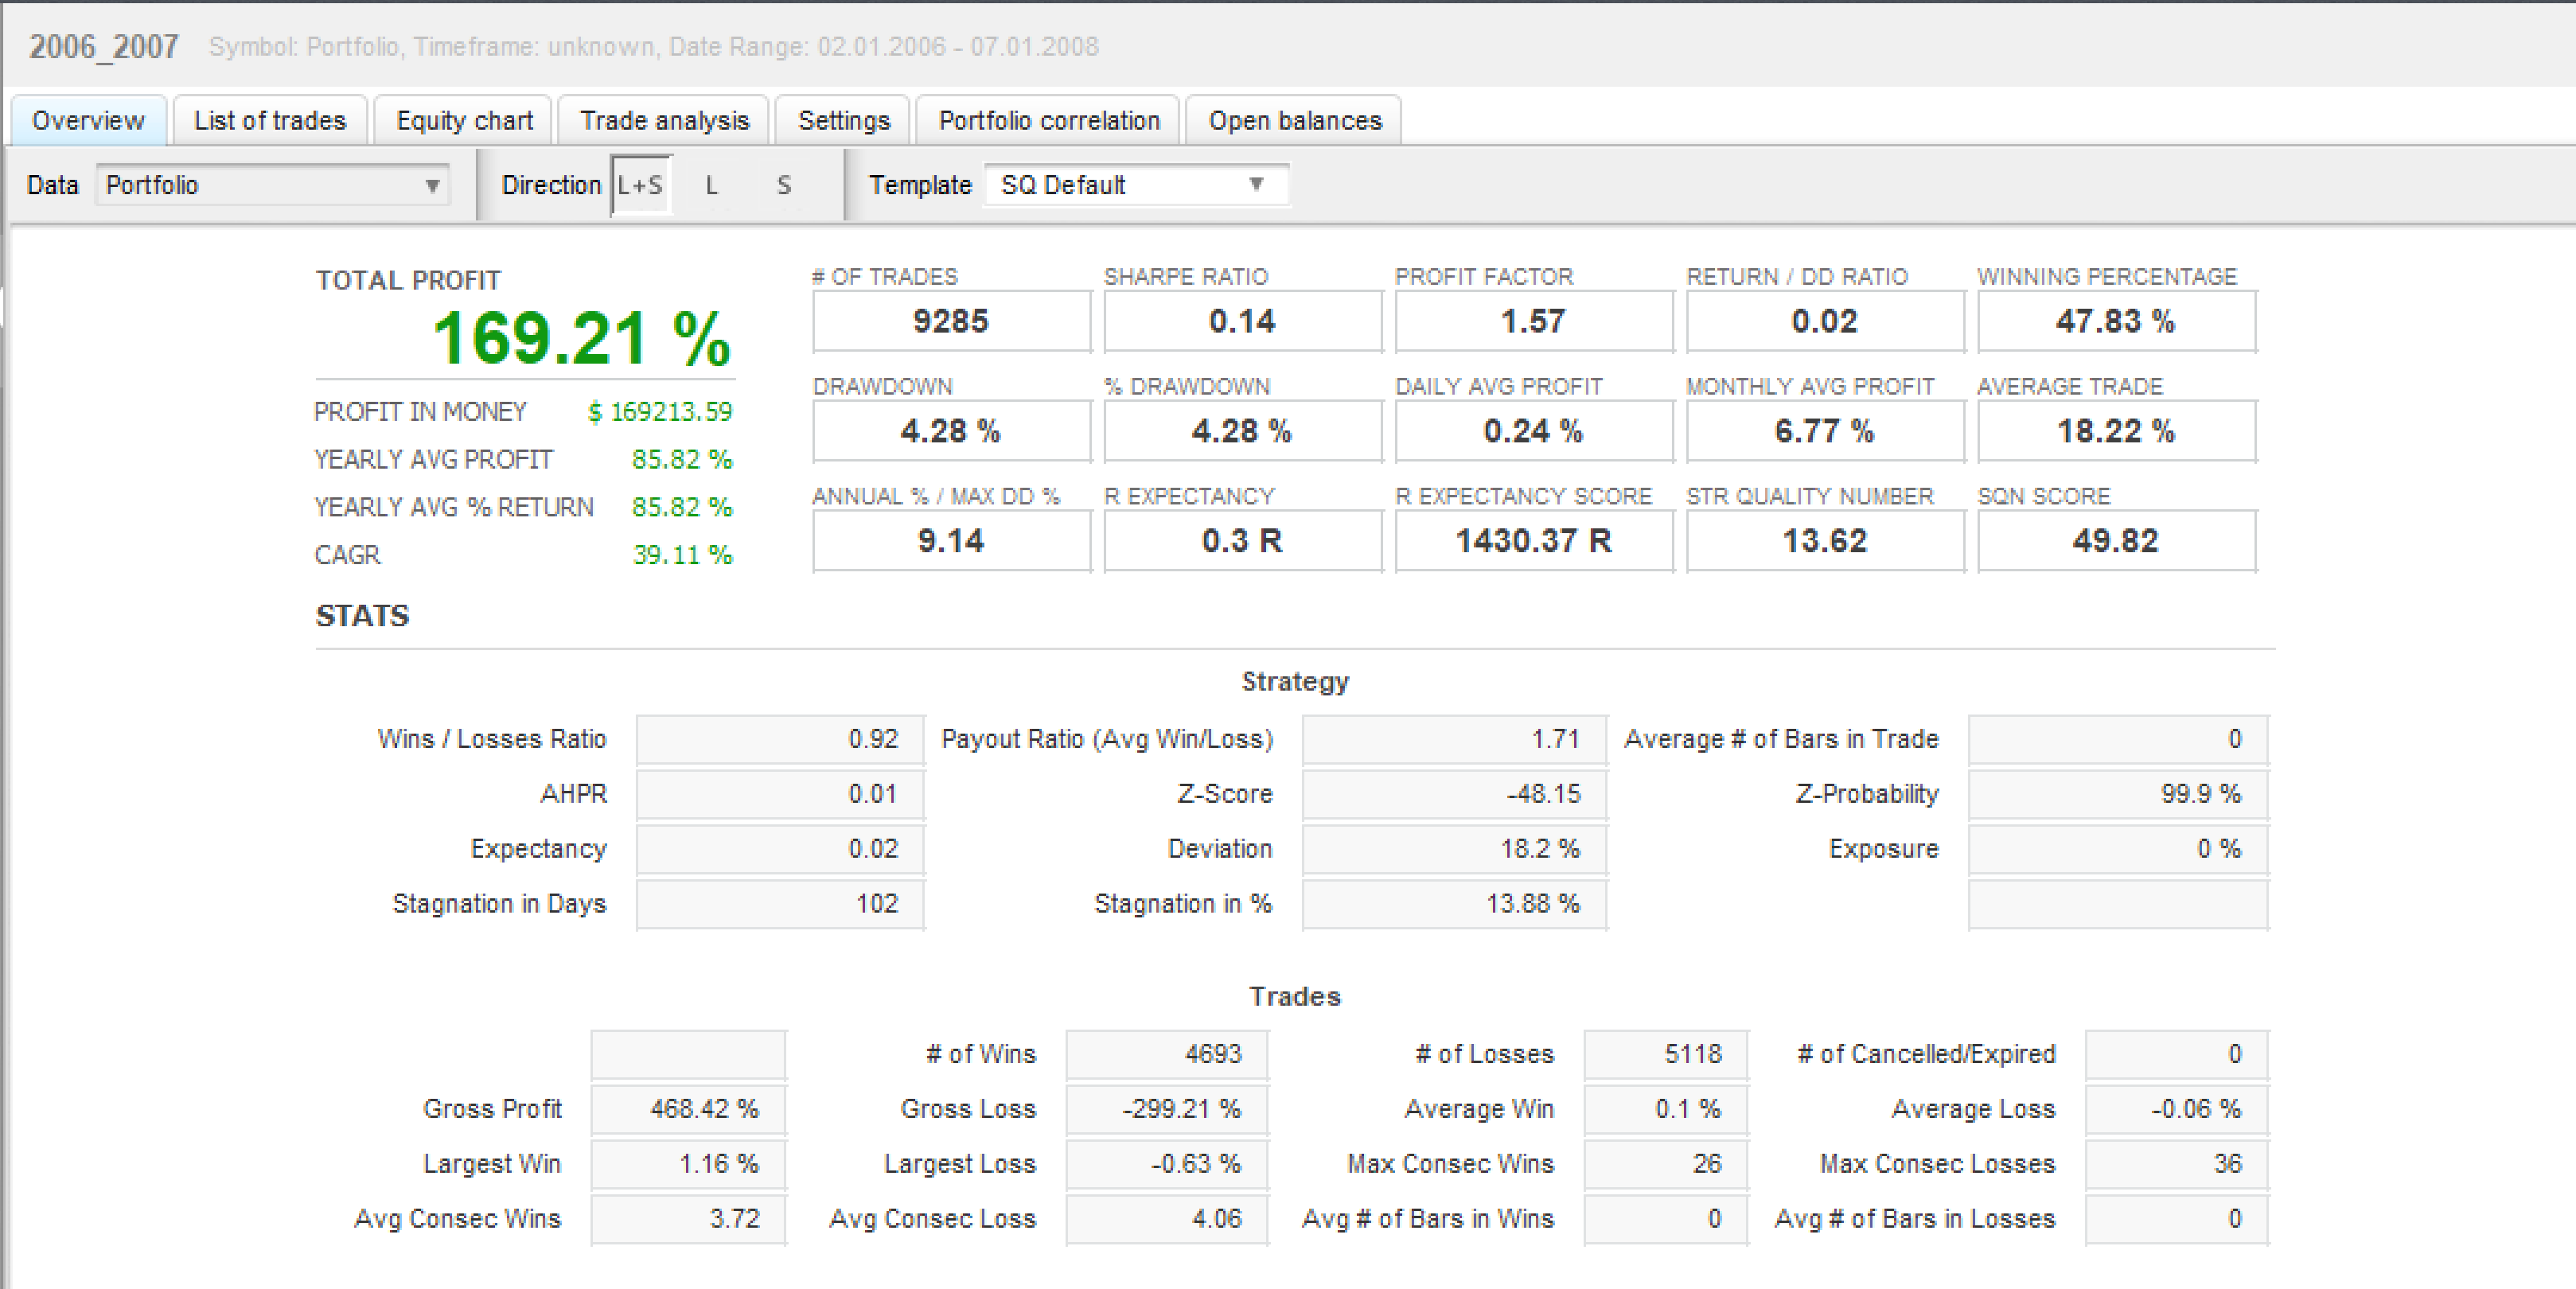 2006_2007 Symbol: Portfolio, Timeframe: unknown, Date Range: 02.01.2006 - 07.01.2008
Overview List of trades Equity chart Trade analysis Settings Portfolio correlation Open balances
Data Portfolio Direction L+S L S Template SQ Default
TOTAL PROFIT
169.21 %
PROFIT IN MONEY $ 169213.59
YEARLY AVG PROFIT 85.82 %
YEARLY AVG % RETURN 85.82 %
CAGR 39.11 %
# OF TRADES SHARPE RATIO PROFIT FACTOR RETURN / DD RATIO WINNING PERCENTAGE
9285 0.14 1.57 0.02 47.83 %
DRAWDOWN % DRAWDOWN DAILY AVG PROFIT MONTHLY AVG PROFIT AVERAGE TRADE
4.28 % 4.28 % 0.24 % 6.77 % 18.22 %
ANNUAL % / MAX DD % R EXPECTANCY R EXPECTANCY SCORE STR QUALITY NUMBER SQN SCORE
9.14 0.3 R 1430.37 R 13.62 49.82
STATS
Strategy
Wins / Losses Ratio 0.92 Payout Ratio (Avg Win/Loss) 1.71 Average # of Bars in Trade 0
AHPR 0.01 Z-Score -48.15 Z-Probability 99.9 %
Expectancy 0.02 Deviation 18.2 % Exposure 0 %
Stagnation in Days 102 Stagnation in % 13.88 %
Trades
# of Wins 4693 # of Losses 5118 # of Cancelled/Expired 0
Gross Profit 468.42 % Gross Loss -299.21 % Average Win 0.1 % Average Loss -0.06 %
Largest Win 1.16 % Largest Loss -0.63 % Max Consec Wins 26 Max Consec Losses 36
Avg Consec Wins 3.72 Avg Consec Loss 4.06 Avg # of Bars in Wins 0 Avg # of Bars in Losses 0